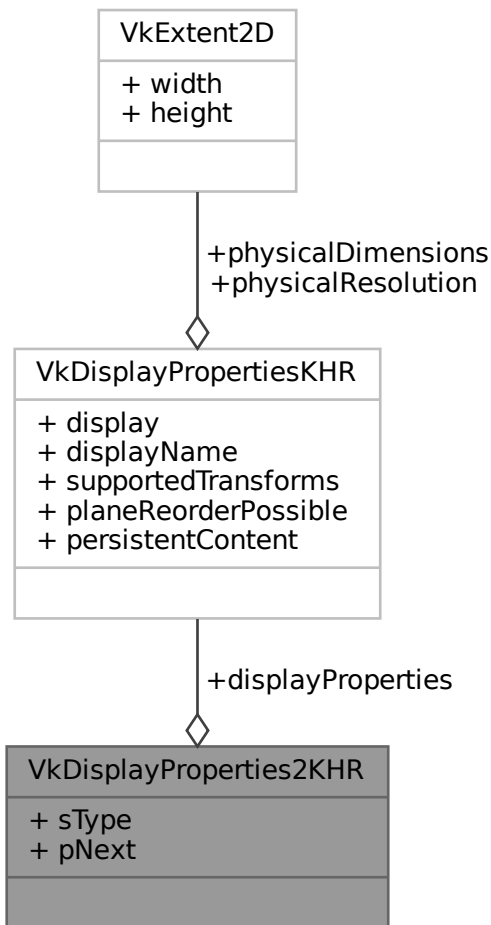 VkExtent2D
+ width
+ height
+physicalDimensions
+physicalResolution
VkDisplayPropertiesKHR
+ display
+ displayName
+ supportedTransforms
+ planeReorderPossible
+ persistentContent
+displayProperties
VkDisplayProperties2KHR
+ sType
+ pNext